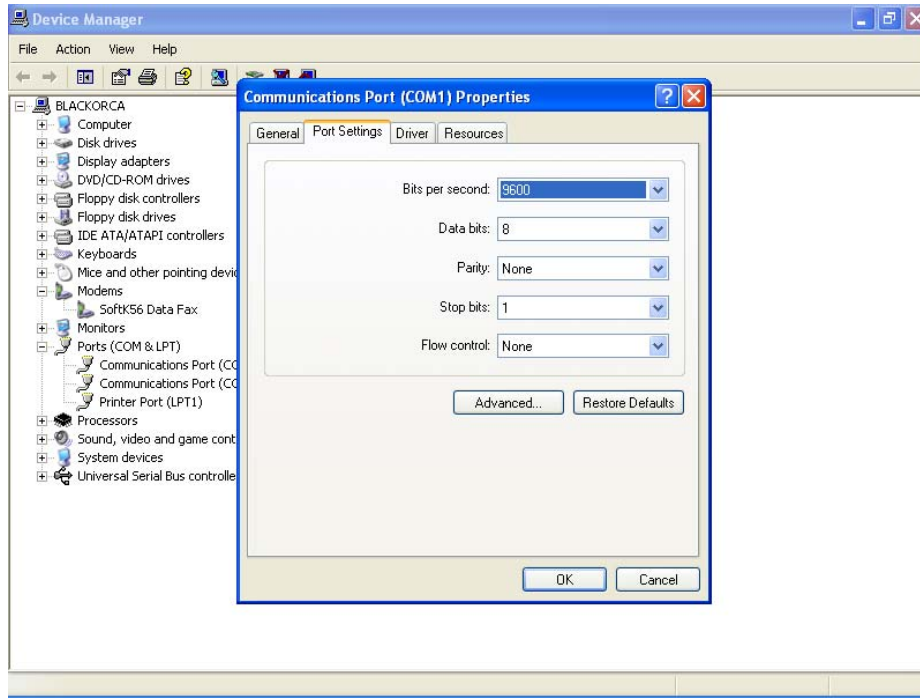 Device Manager
File Action View Help
BLACKORCA
Computer
Disk drives
Display adapters
DVD/CD-ROM drives
Floppy disk controllers
Floppy disk drives
IDE ATA/ATAPI controllers
Keyboards
Mice and other pointing devic
Modems
SoftK56 Data Fax
Monitors
Ports (COM & LPT)
Communications Port (CO
Communications Port (CO
Printer Port (LPT1)
Processors
Sound, video and game cont
System devices
Universal Serial Bus controlle
Communications Port (COM1) Properties
General Port Settings Driver Resources
Bits per second: 9600
Data bits: 8
Parity: None
Stop bits: 1
Flow control: None
Advanced... Restore Defaults
OK Cancel